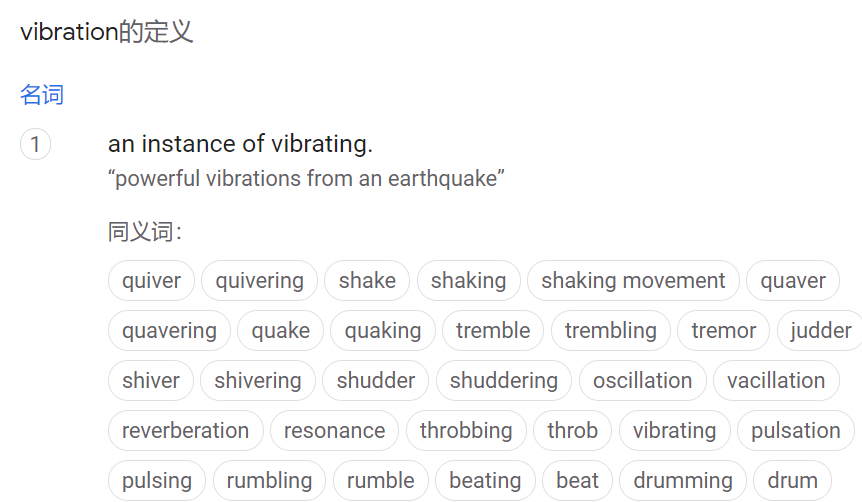 vibration的定义
名词
1 an instance of vibrating.
“powerful vibrations from an earthquake”
同义词：
quiver quivering shake shaking shaking movement quaver
quavering quake quaking tremble trembling tremor judder
shiver shivering shudder shuddering oscillation vacillation
reverberation resonance throbbing throb vibrating pulsation
pulsing rumbling rumble beating beat drumming drum